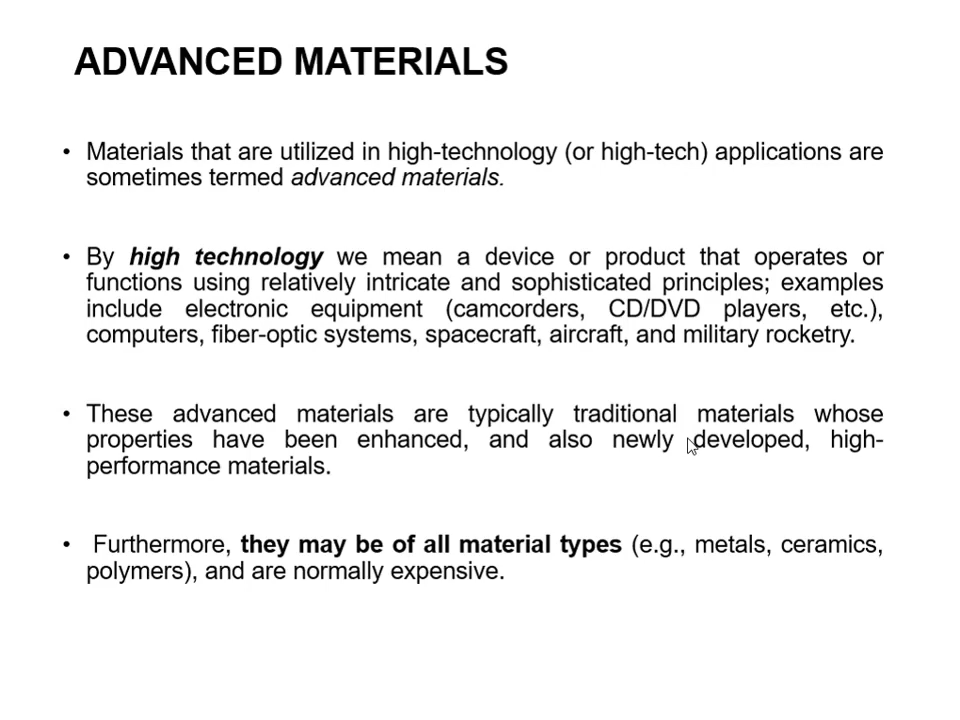 ADVANCED MATERIALS
• Materials that are utilized in high-technology (or high-tech) applications are
sometimes termed advanced materials.
• By high technology we mean a device or product that operates or
functions using relatively intricate and sophisticated principles; examples
include electronic equipment (camcorders, CD/DVD players, etc.),
computers, fiber-optic systems, spacecraft, aircraft, and military rocketry.
• These advanced materials are typically traditional materials whose
properties have been enhanced, and also newly developed, high-
performance materials.
• Furthermore, they may be of all material types (e.g., metals, ceramics,
polymers), and are normally expensive.